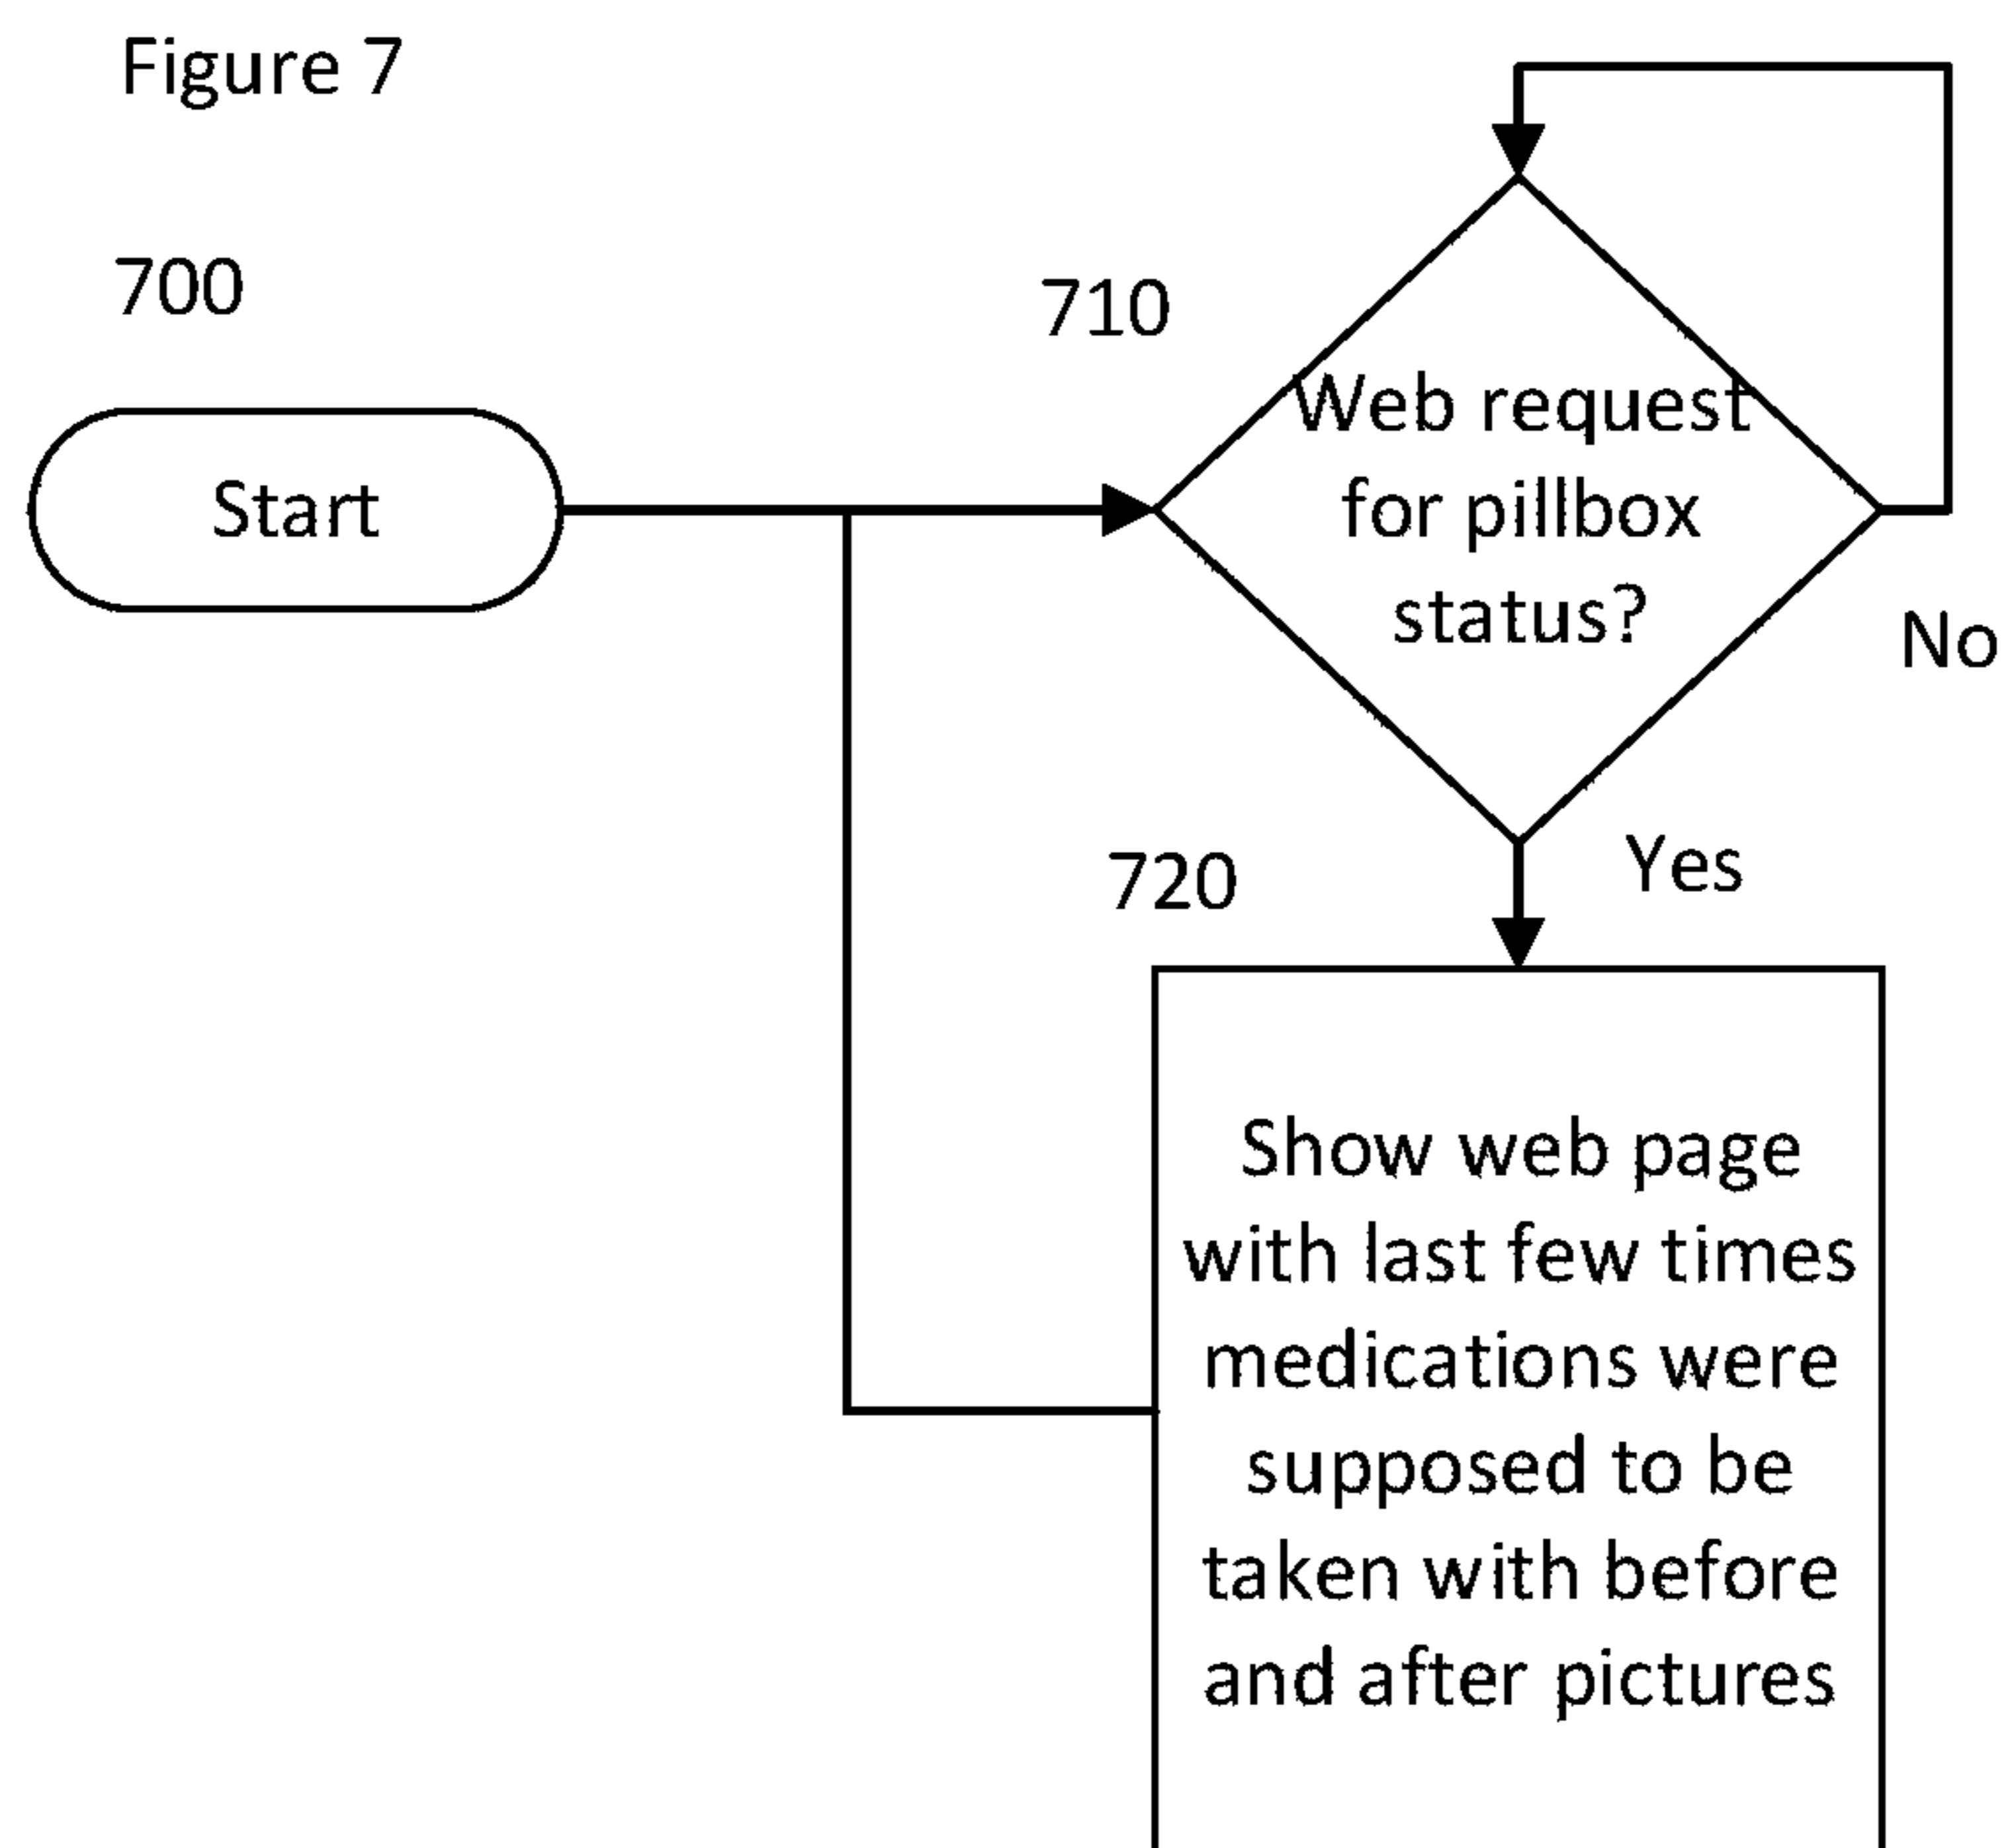 Figure 7
700
Start
710
Web request
for pillbox
status?
No
Yes
720
Show web page
with last few times
medications were
supposed to be
taken with before
and after pictures